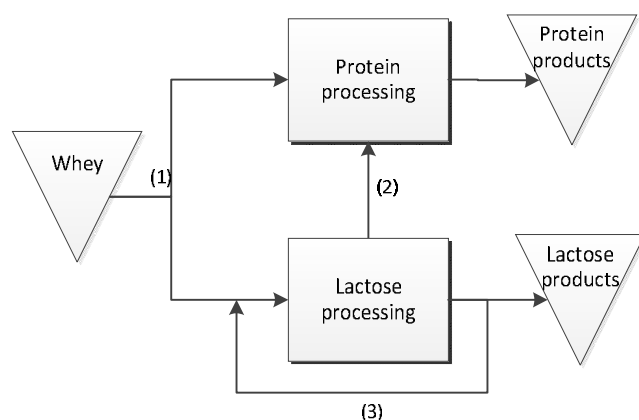 Protein
products
Protein
processing
Whey
(1)
(2)
Lactose
processing
Lactose
products
(3)